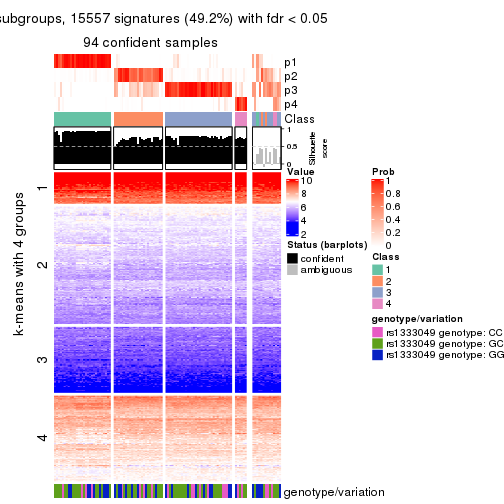 subgroups, 15557 signatures (49.2%) with fdr < 0.05
94 confident samples
p1
p2
p3
p4
Class
1
0.5
0
Silhouette
score
k-means with 4 groups
1
2
3
4
genotype/variation
Value
10
8
6
4
2
Status (barplots)
confident
ambiguous
Prob
1
0.8
0.6
0.4
0.2
0
Class
1
2
3
4
genotype/variation
rs1333049 genotype: CC
rs1333049 genotype: GC
rs1333049 genotype: GG